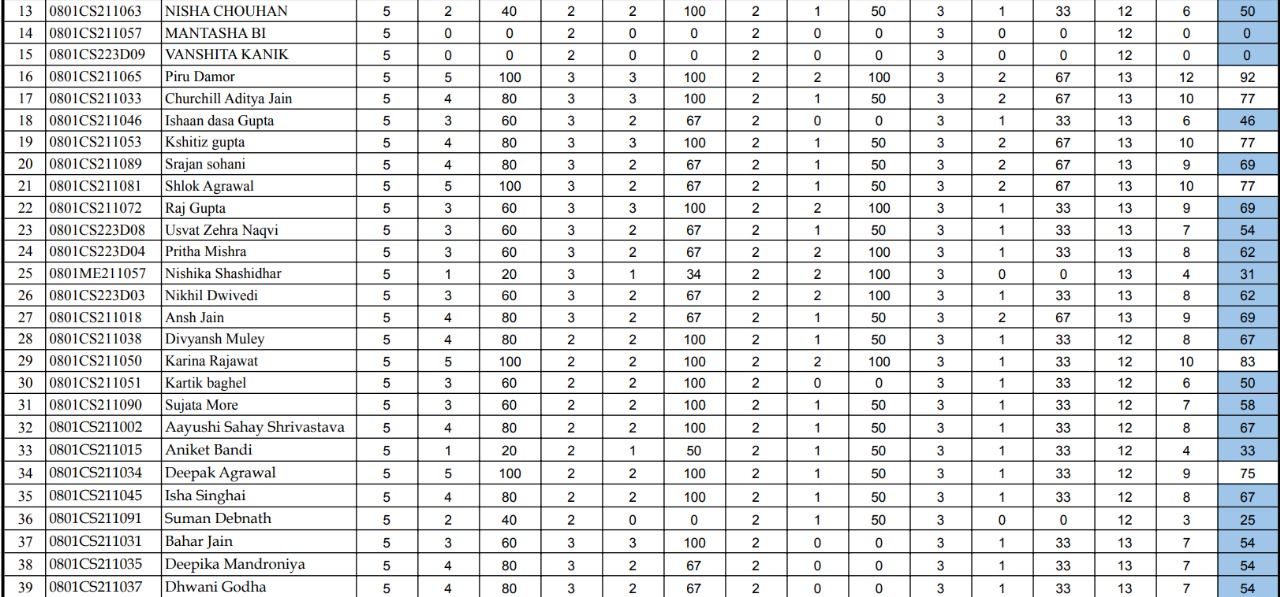 13 0801CS211063 NISHA CHOUHAN 5 2 40 2 2 100 2 1 50 3 1 33 12 6 50
14 0801CS211057 MANTASHA BI 5 0 0 2 0 0 2 0 0 3 0 0 12 0 0
15 0801CS223D09 VANSHITA KANIK 5 0 0 2 0 0 2 0 0 3 0 0 12 0 0
16 0801CS211065 Piru Damor 5 5 100 3 3 100 2 2 100 3 2 67 13 12 92
17 0801CS211033 Churchill Aditya Jain 5 4 80 3 3 100 2 1 50 3 2 67 13 10 77
18 0801CS211046 Ishaan dasa Gupta 5 3 60 3 2 67 2 0 0 3 1 33 13 6 46
19 0801CS211053 Kshitiz gupta 5 4 80 3 3 100 2 1 50 3 2 67 13 10 77
20 0801CS211089 Srajan sohani 5 4 80 3 2 67 2 1 50 3 2 67 13 9 69
21 0801CS211081 Shlok Agrawal 5 5 100 3 2 67 2 1 50 3 2 67 13 10 77
22 0801CS211072 Raj Gupta 5 3 60 3 3 100 2 2 100 3 1 33 13 9 69
23 0801CS223D08 Usvat Zehra Naqvi 5 3 60 3 2 67 2 1 50 3 1 33 13 7 54
24 0801CS223D04 Pritha Mishra 5 3 60 3 2 67 2 2 100 3 1 33 13 8 62
25 0801ME211057 Nishika Shashidhar 5 1 20 3 1 34 2 2 100 3 0 0 13 4 31
26 0801CS223D03 Nikhil Dwivedi 5 3 60 3 2 67 2 2 100 3 1 33 13 8 62
27 0801CS211018 Ansh Jain 5 4 80 3 2 67 2 1 50 3 2 67 13 9 69
28 0801CS211038 Divyansh Muley 5 4 80 2 2 100 2 1 50 3 1 33 12 8 67
29 0801CS211050 Karina Rajawat 5 5 100 2 2 100 2 2 100 3 1 33 12 10 83
30 0801CS211051 Kartik baghel 5 3 60 2 2 100 2 0 0 3 1 33 12 6 50
31 0801CS211090 Sujata More 5 3 60 2 2 100 2 1 50 3 1 33 12 7 58
32 0801CS211002 Aayushi Sahay Shrivastava 5 4 80 2 2 100 2 1 50 3 1 33 12 8 67
33 0801CS211015 Aniket Bandi 5 1 20 2 1 50 2 1 50 3 1 33 12 4 33
34 0801CS211034 Deepak Agrawal 5 5 100 2 2 100 2 1 50 3 1 33 12 9 75
35 0801CS211045 Isha Singhai 5 4 80 2 2 100 2 1 50 3 1 33 12 8 67
36 0801CS211091 Suman Debnath 5 2 40 2 0 0 2 1 50 3 0 0 12 3 25
37 0801CS211031 Bahar Jain 5 3 60 3 3 100 2 0 0 3 1 33 13 7 54
38 0801CS211035 Deepika Mandroniya 5 4 80 3 2 67 2 0 0 3 1 33 13 7 54
39 0801CS211037 Dhwani Godha 5 4 80 3 2 67 2 0 0 3 1 33 13 7 54